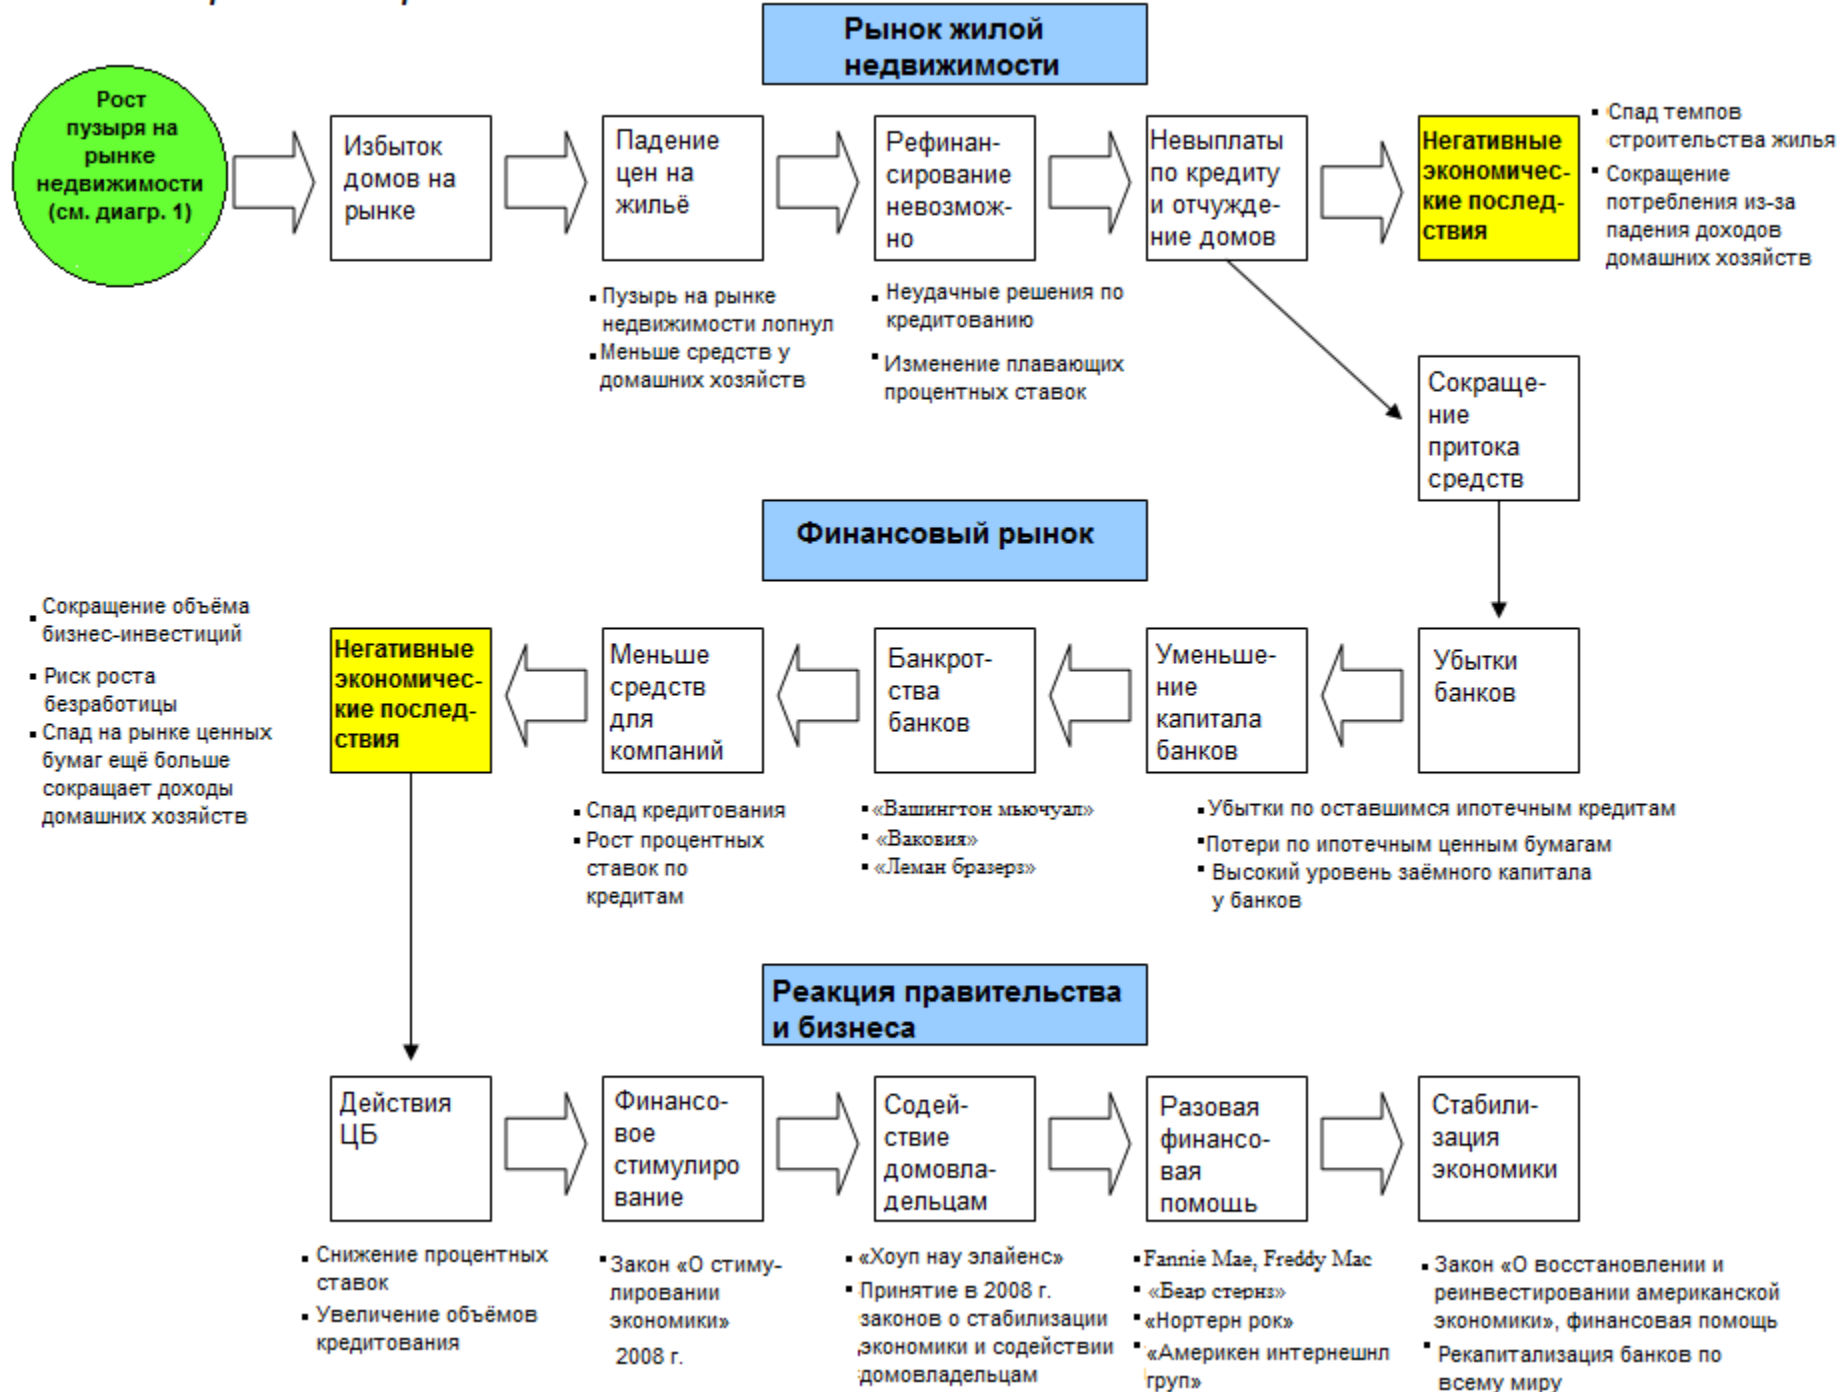 Рынок жилой
недвижимости
Рост
пузыря на
рынке
недвижимости
(см. диагр. 1)
Избыток
домов на
рынке
Падение
цен на
жильё
Рефинан-
сирование
невозмож-
но
Невыплаты
по кредиту
и отчужде-
ние домов
Негативные
экономичес-
кие послед-
ствия
▪ Спад темпов
строительства жилья
▪ Сокращение
потребления из-за
падения доходов
домашних хозяйств
▪ Пузырь на рынке
недвижимости лопнул
▪ Меньше средств у
домашних хозяйств
▪ Неудачные решения по
кредитованию
▪ Изменение плавающих
процентных ставок
Сокраще-
ние
притока
средств
Финансовый рынок
▪ Сокращение объёма
бизнес-инвестиций
▪ Риск роста
безработицы
▪ Спад на рынке ценных
бумаг ещё больше
сокращает доходы
домашних хозяйств
Негативные
экономичес-
кие послед-
ствия
Меньше
средств
для
компаний
Банкрот-
ства
банков
Уменьше-
ние
капитала
банков
Убытки
банков
▪ Спад кредитования
▪ Рост процентных
ставок по
кредитам
▪ «Вашингтон мьючуал»
▪ «Ваковия»
▪ «Леман бразерз»
▪ Убытки по оставшимся ипотечным кредитам
▪ Потери по ипотечным ценным бумагам
▪ Высокий уровень заёмного капитала
у банков
Реакция правительства
и бизнеса
Действия
ЦБ
Финансо-
вое
стимулиро
вание
Содей-
ствие
домовла-
дельцам
Разовая
финансо-
вая
помощь
Стабили-
зация
экономики
▪ Снижение процентных
ставок
▪ Увеличение объёмов
кредитования
▪ Закон «О стиму-
лировании
экономики»
2008 г.
▪ «Хоуп нау элайенс»
▪ Принятие в 2008 г.
законов о стабилизации
экономики и содействии
домовладельцам
▪ Fannie Mae, Freddy Mac
▪ «Беар стернз»
▪ «Нортерн рок»
▪ «Америкен интернешнл
груп»
▪ Закон «О восстановлении и
реинвестировании американской
экономики», финансовая помощь
▪ Рекапитализация банков по
всему миру